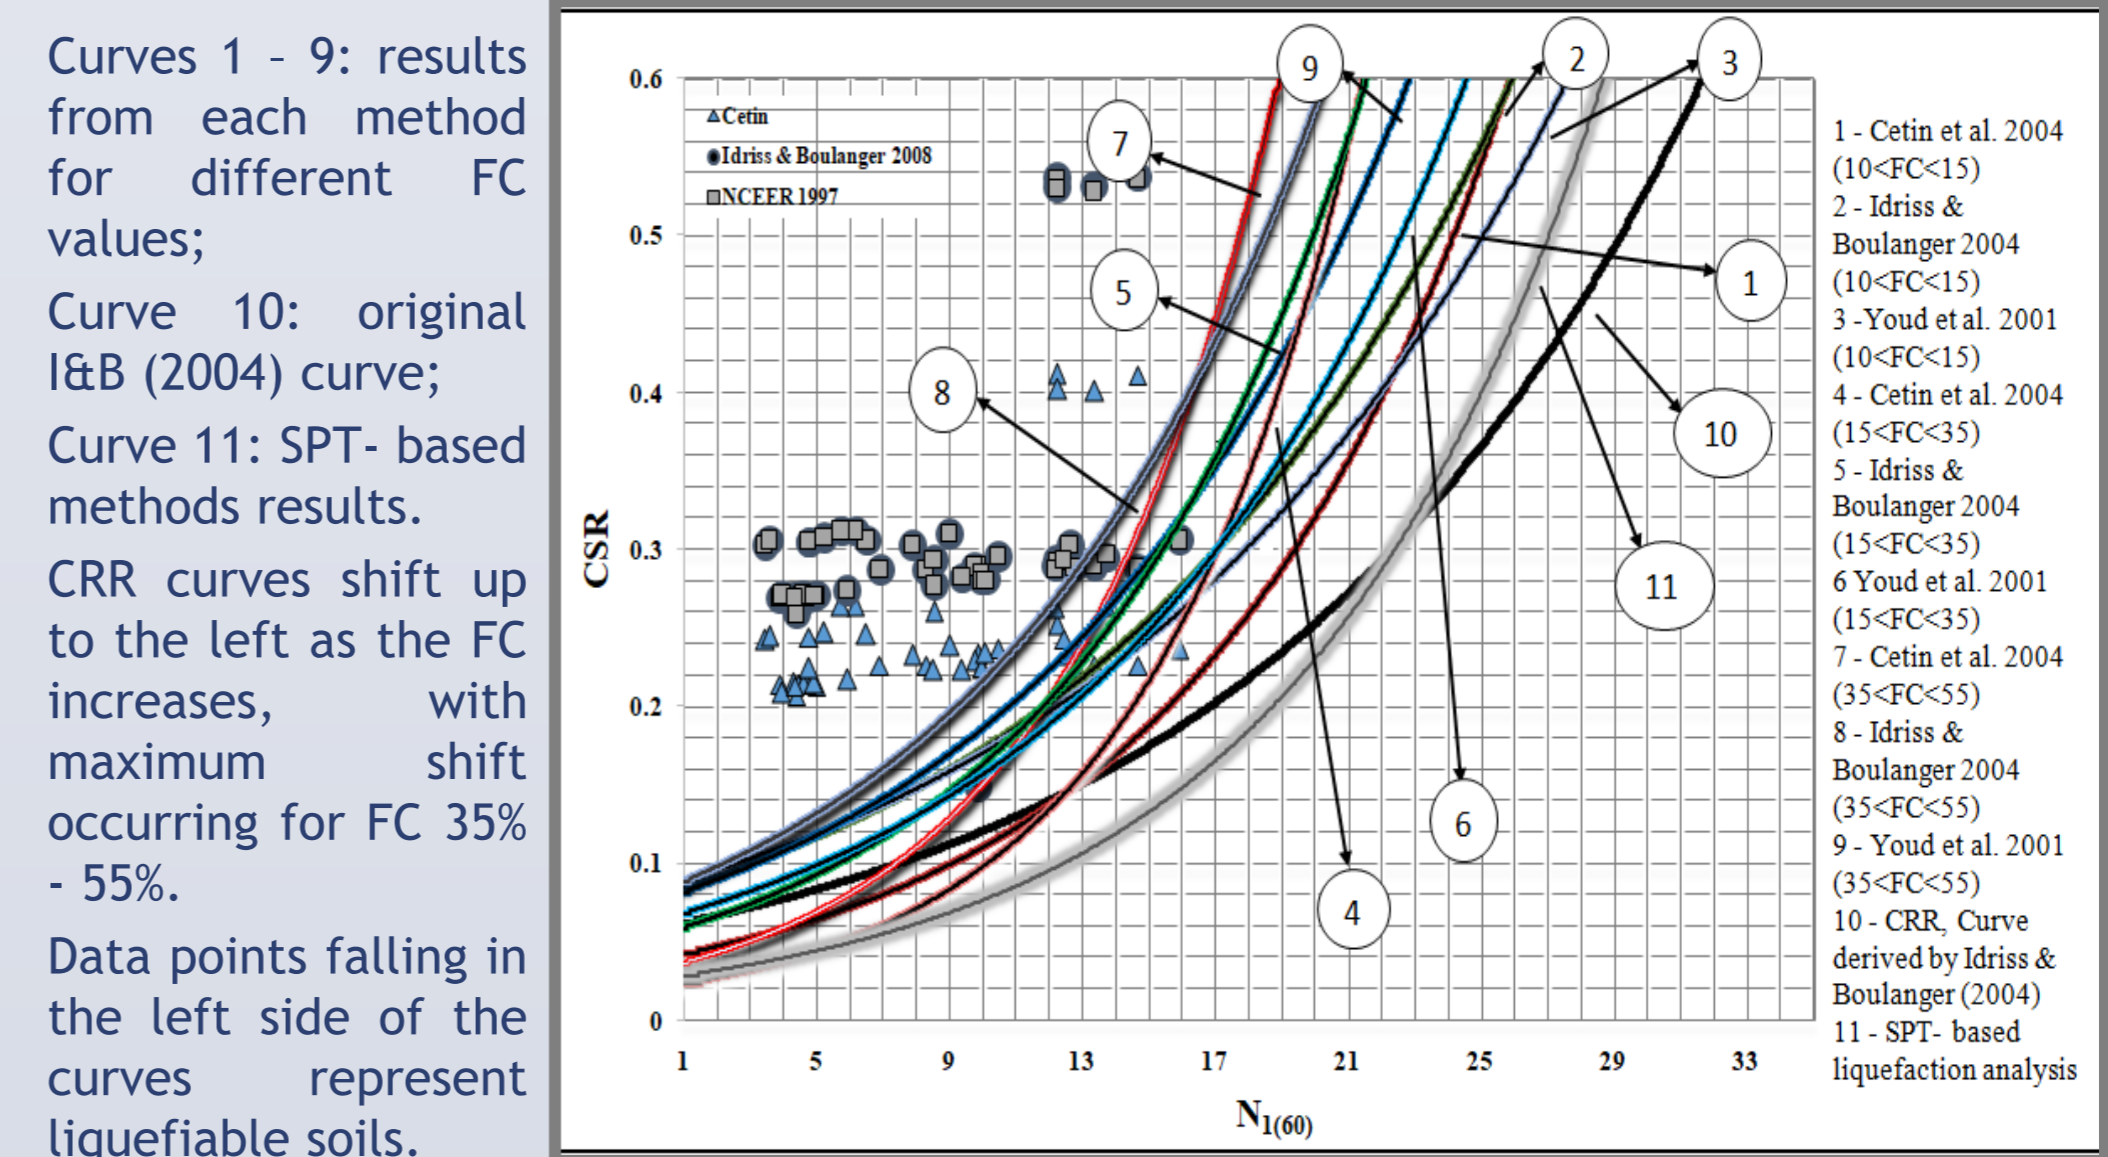 Curves 1 – 9: results
from each method
for different FC
values;
Curve 10: original
I&B (2004) curve;
Curve 11: SPT- based
methods results.
CRR curves shift up
to the left as the FC
increases, with
maximum shift
occurring for FC 35%
- 55%.
Data points falling in
the left side of the
curves represent
liquefiable soils.
0.6
0.5
0.4
0.3
0.2
0.1
0
CSR
Cetin
Idriss & Boulanger 2008
NCEER 1997
9
2
3
7
5
1
8
10
11
6
4
1 5 9 13 17 21 25 29 33
N1(60)
1 - Cetin et al. 2004
(10<FC<15)
2 - Idriss &
Boulanger 2004
(10<FC<15)
3 -Youd et al. 2001
(10<FC<15)
4 - Cetin et al. 2004
(15<FC<35)
5 - Idriss &
Boulanger 2004
(15<FC<35)
6 Youd et al. 2001
(15<FC<35)
7 - Cetin et al. 2004
(35<FC<55)
8 - Idriss &
Boulanger 2004
(35<FC<55)
9 - Youd et al. 2001
(35<FC<55)
10 - CRR, Curve
derived by Idriss &
Boulanger (2004)
11 - SPT- based
liquefaction analysis